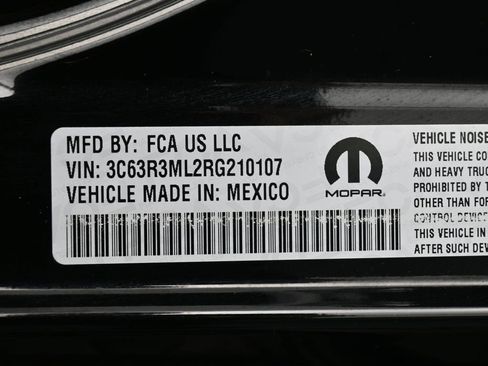 MFD BY: FCA US LLC
VIN: 3C63R3ML2RG210107
VEHICLE MADE IN: MEXICO
MOPAR
VEHICLE NOISE
THIS VEHICLE CO
AND HEAVY TRUC
PROHIBITED BY
OTHER THAN FOR
CONTROL DEVICE
THIS VEHICLE IN
AFTER SUCH DEV